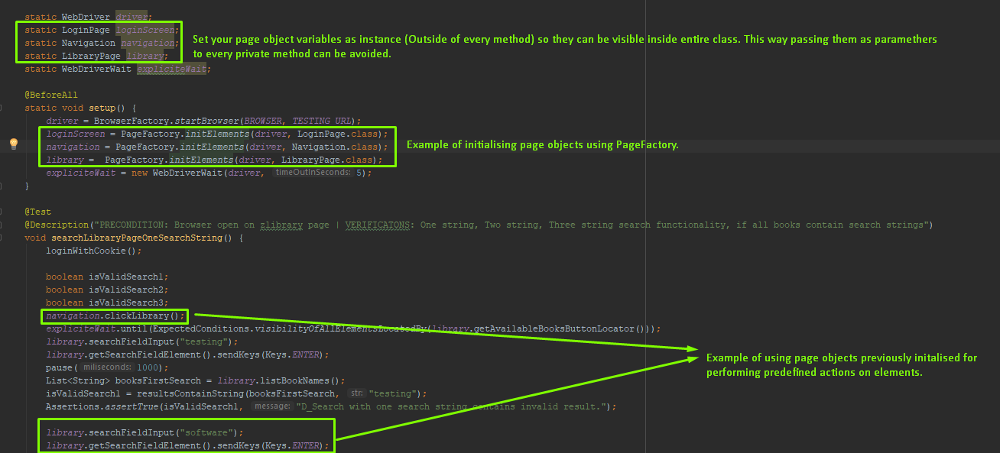 static WebDriver driver;
static LoginPage loginScreen;
static Navigation navigation;
static LibraryPage library;
static WebDriverWait expliciteWait;
Set your page object variables as instance (Outside of every method) so they can be visible inside entire class. This way passing them as paramethers
to every private method can be avoided.
@BeforeAll
static void setup() {
driver = BrowserFactory.startBrowser(BROWSER, TESTING_URL);
loginScreen = PageFactory.initElements(driver, LoginPage.class);
navigation = PageFactory.initElements(driver, Navigation.class);
library =  PageFactory.initElements(driver, LibraryPage.class);
expliciteWait = new WebDriverWait(driver, timeOutInSeconds: 5);
}
Example of initialising page objects using PageFactory.
@Test
@Description("PRECONDITION: Browser open on zlibrary page | VERIFICATONS: One string, Two string, Three string search functionality, if all books contain search strings")
void searchLibraryPageOneSearchString() {
loginWithCookie();
boolean isValidSearch1;
boolean isValidSearch2;
boolean isValidSearch3;
navigation.clickLibrary();
expliciteWait.until(ExpectedConditions.visibilityOfAllElementsLocatedBy(library.getAvailableBooksButtonLocator()));
library.searchFieldInput("testing");
library.getSearchFieldElement().sendKeys(Keys.ENTER);
pause( miliseconds: 1000);
List<String> booksFirstSearch = library.listBookNames();
isValidSearch1 = resultsContainString(booksFirstSearch, str: "testing");
Assertions.assertTrue(isValidSearch1, message: "D_Search with one search string contains invalid result.");
library.searchFieldInput("software");
library.getSearchFieldElement().sendKeys(Keys.ENTER);
Example of using page objects previously initalised for
performing predefined actions on elements.